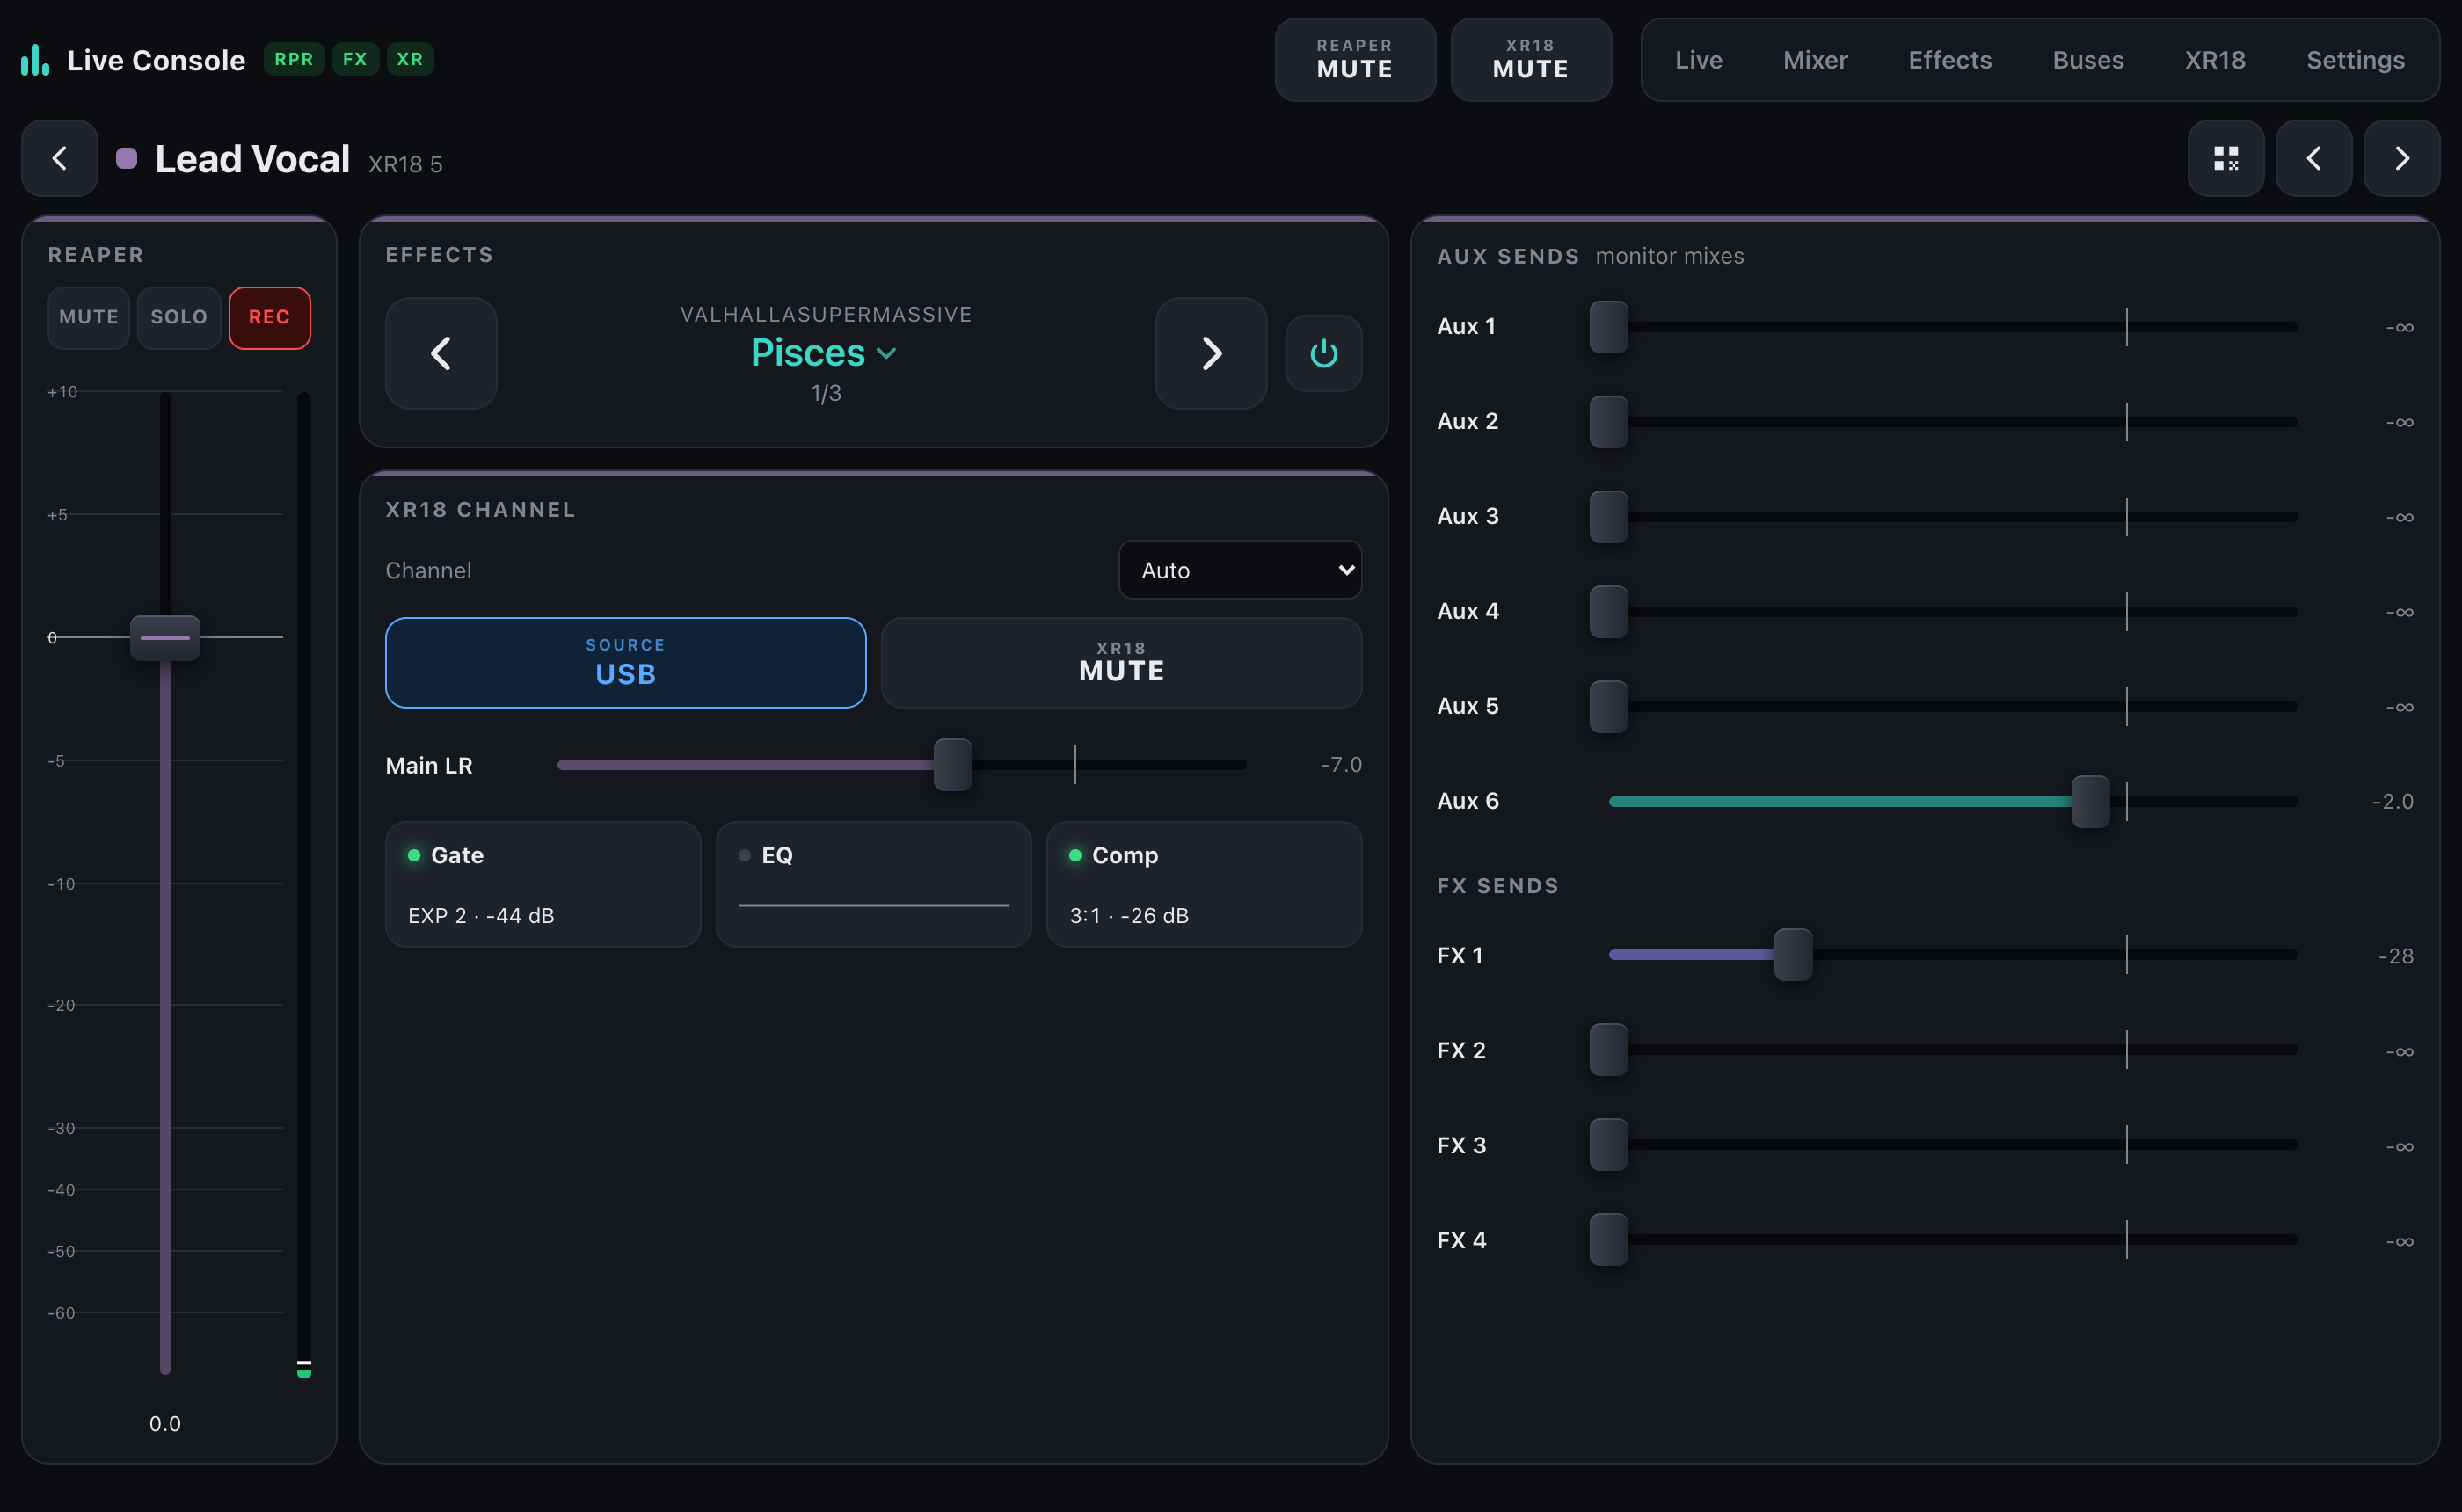 Live Console RPR FX XR
REAPER
MUTE
XR18
MUTE
Live Mixer Effects Buses XR18 Settings
Lead Vocal XR18 5
REAPER
MUTE SOLO REC
+10
+5
0
-5
-10
-20
-30
-40
-50
-60
0.0
EFFECTS
VALHALLASUPERMASSIVE
Pisces
1/3
XR18 CHANNEL
Channel Auto
SOURCE
USB
XR18
MUTE
Main LR -7.0
Gate
EXP 2 · -44 dB
EQ
Comp
3:1 · -26 dB
AUX SENDS monitor mixes
Aux 1 -∞
Aux 2 -∞
Aux 3 -∞
Aux 4 -∞
Aux 5 -∞
Aux 6 -2.0
FX SENDS
FX 1 -28
FX 2 -∞
FX 3 -∞
FX 4 -∞